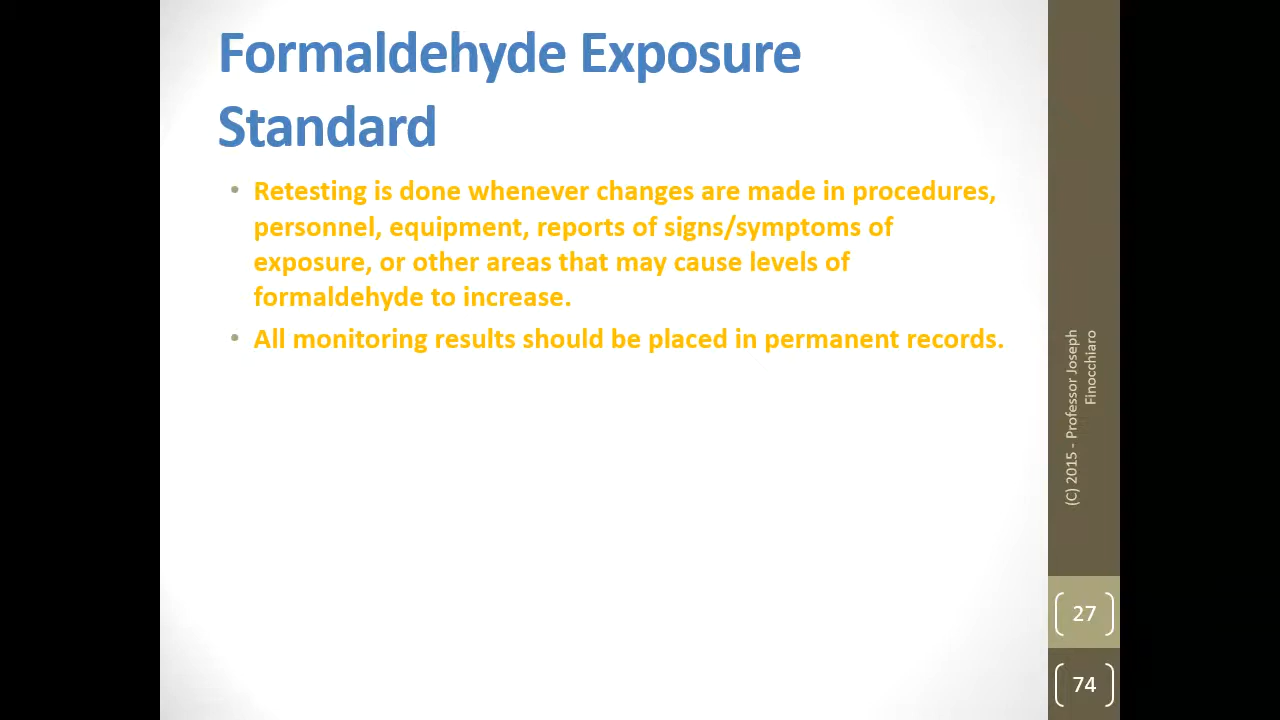 Formaldehyde Exposure
Standard
• Retesting is done whenever changes are made in procedures,
personnel, equipment, reports of signs/symptoms of
exposure, or other areas that may cause levels of
formaldehyde to increase.
• All monitoring results should be placed in permanent records.
(C) 2015 - Professor Joseph
Finocchiaro
27
74